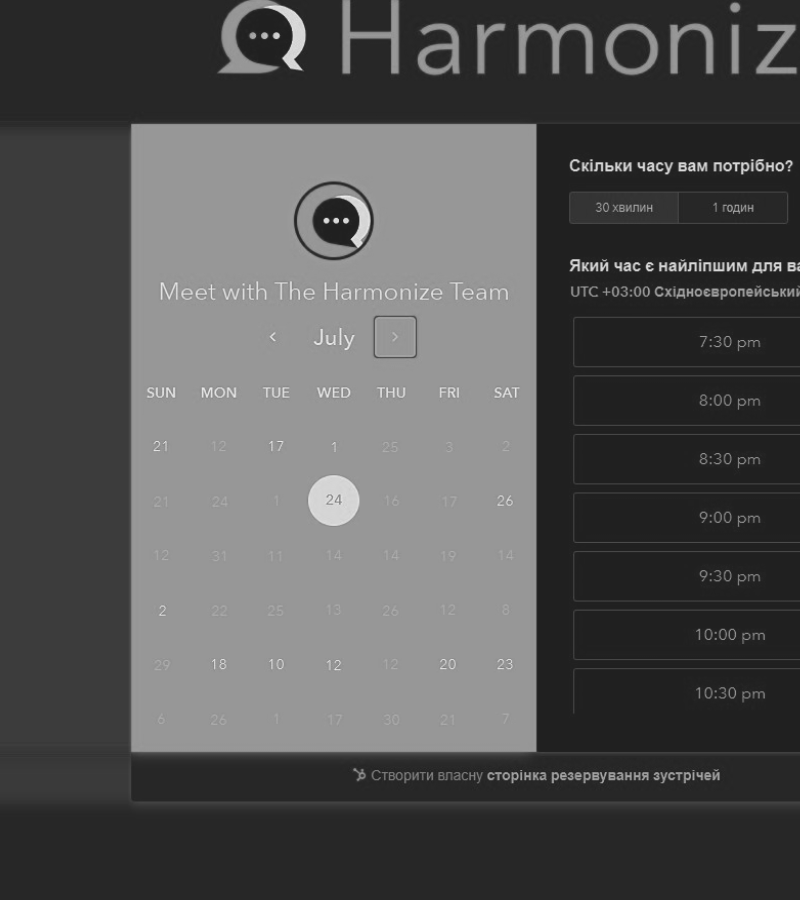 Harmoniz
Meet with The Harmonize Team
July
SUN MON TUE WED THU FRI SAT
21 12 17 1 25 3 2
21 24 1 24 16 17 26
12 31 11 14 14 19 14
2 22 25 13 26 12 8
29 18 10 12 12 20 23
6 26 1 17 30 21 7
Скільки часу вам потрібно?
30 хвилин 1 годин
Який час є найліпшим для ва
UTC +03:00 Східноєвропейський
7:30 pm
8:00 pm
8:30 pm
9:00 pm
9:30 pm
10:00 pm
10:30 pm
Створити власну сторінка резервування зустрічей